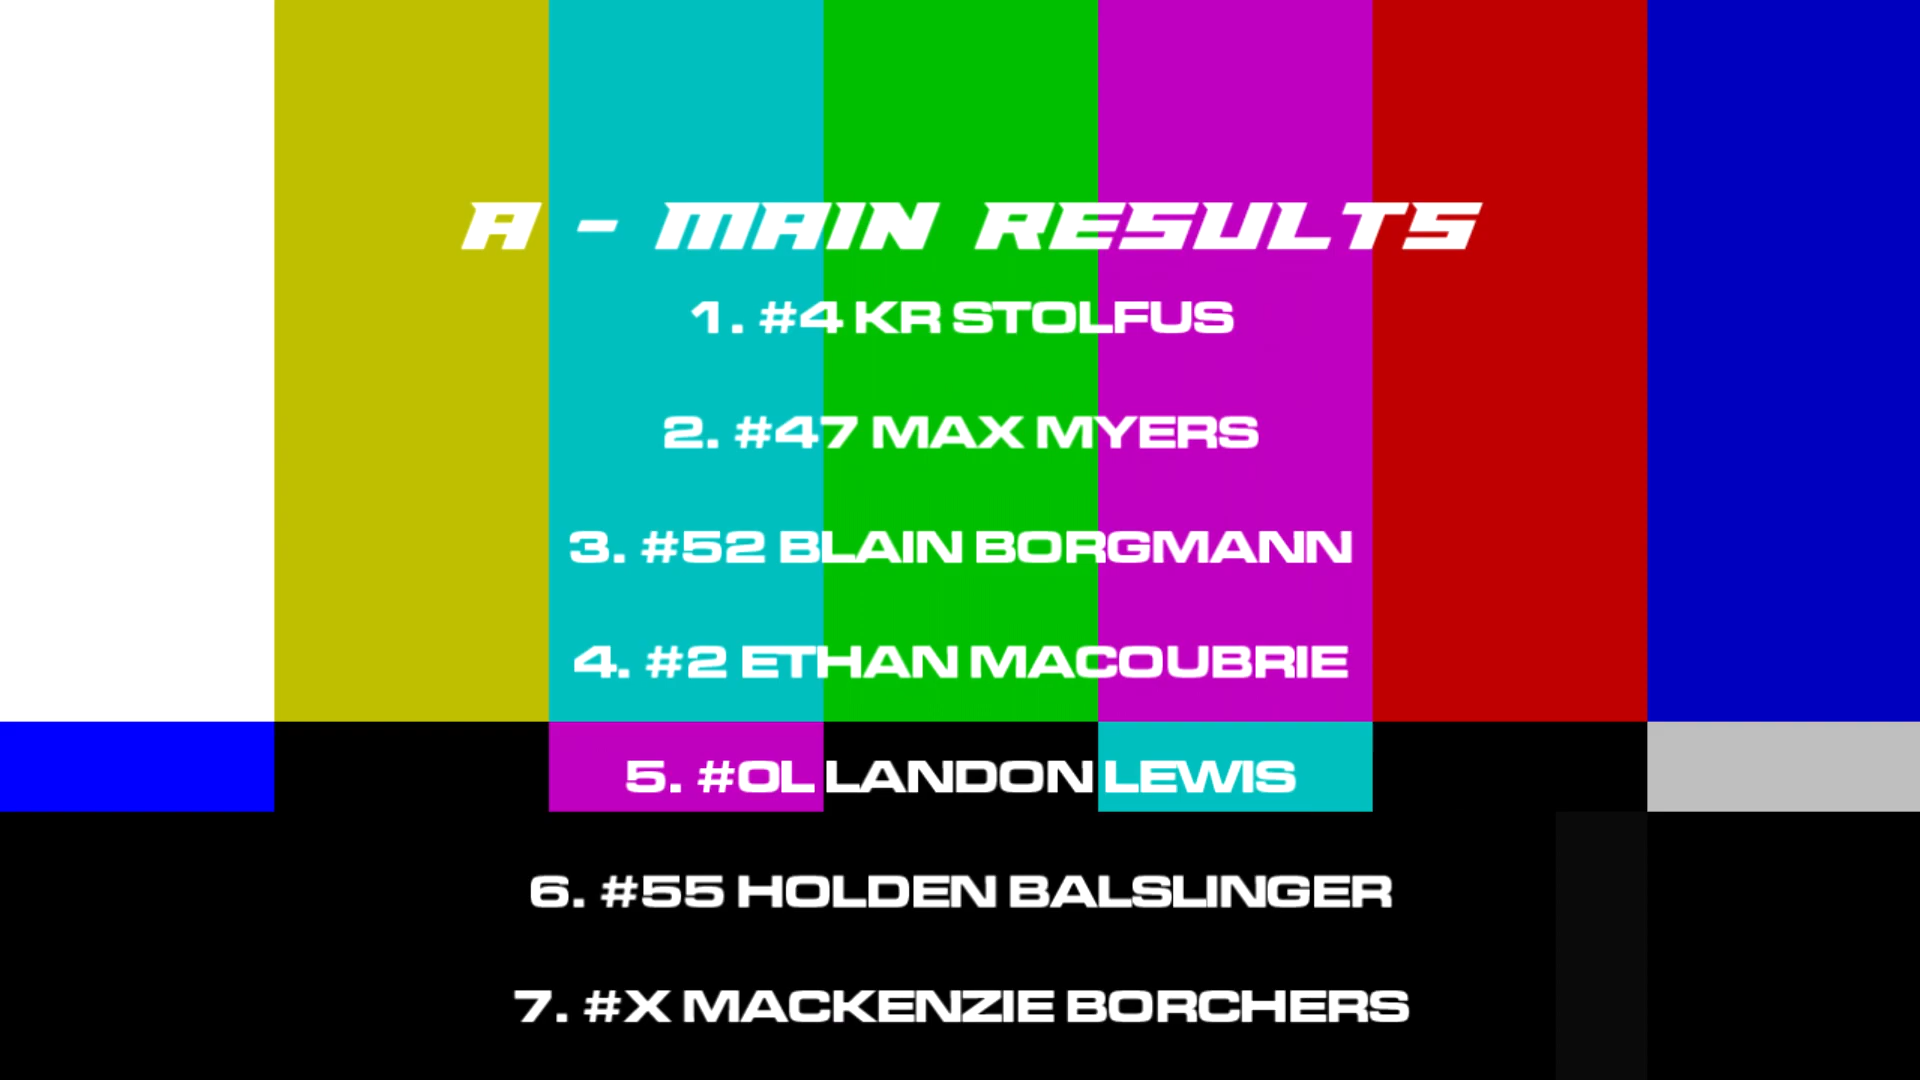 A - MAIN RESULTS
1. #4 KR STOLFUS
2. #47 MAX MYERS
3. #52 BLAIN BORGMANN
4. #2 ETHAN MACOUBRIE
5. #0L LANDON LEWIS
6. #55 HOLDEN BALSLINGER
7. #X MACKENZIE BORCHERS